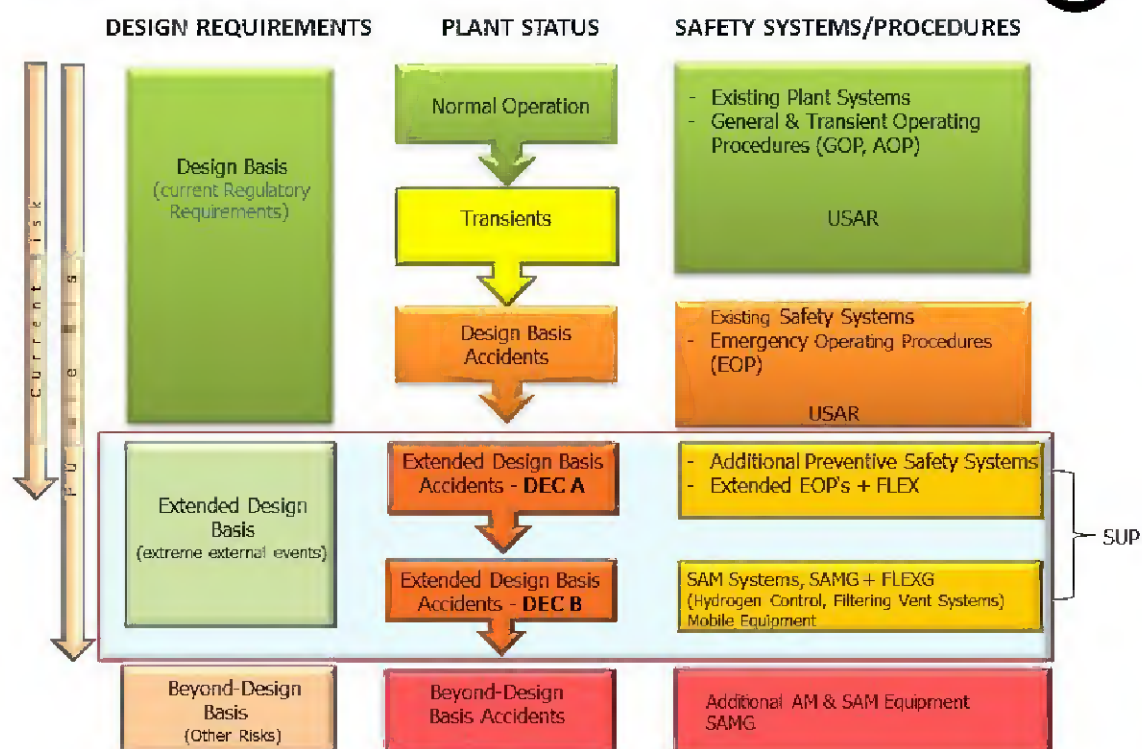 DESIGN REQUIREMENTS
PLANT STATUS
SAFETY SYSTEMS/PROCEDURES
Current risk
Future risk
Design Basis
(current Regulatory
Requirements)
Normal Operation
- Existing Plant Systems
- General & Transient Operating
Procedures (GOP, AOP)
USAR
Transients
Design Basis
Accidents
Existing Safety Systems
- Emergency Operating Procedures
(EOP)
USAR
Extended Design
Basis
(extreme external events)
Extended Design Basis
Accidents - DEC A
- Additional Preventive Safety Systems
- Extended EOP's + FLEX
SUP
Extended Design Basis
Accidents - DEC B
SAM Systems, SAMG + FLEXG
(Hydrogen Control, Filtering Vent Systems)
Mobile Equipment
Beyond-Design
Basis
(Other Risks)
Beyond-Design
Basis Accidents
Additional AM & SAM Equipment
SAMG